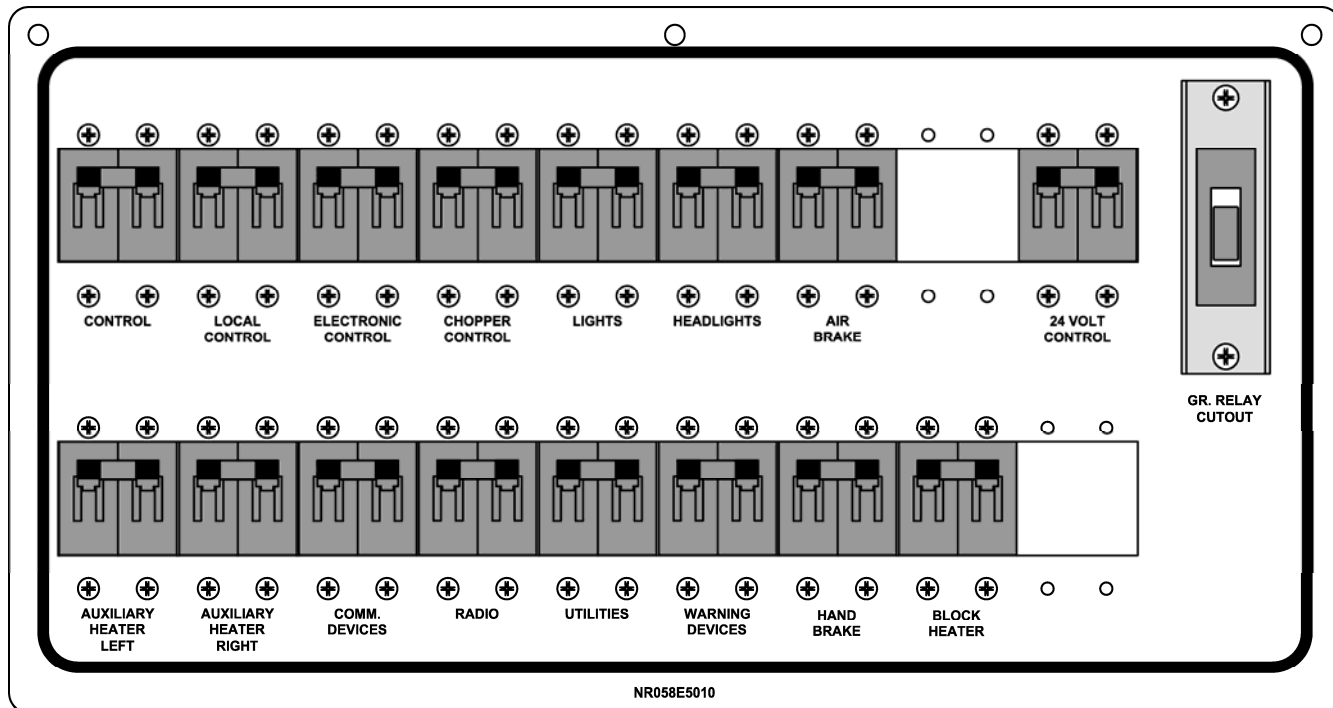 CONTROL
LOCAL
CONTROL
ELECTRONIC
CONTROL
CHOPPER
CONTROL
LIGHTS
HEADLIGHTS
AIR
BRAKE
24 VOLT
CONTROL
GR. RELAY
CUTOUT
AUXILIARY
HEATER
LEFT
AUXILIARY
HEATER
RIGHT
COMM.
DEVICES
RADIO
UTILITIES
WARNING
DEVICES
HAND
BRAKE
BLOCK
HEATER
NR058E5010